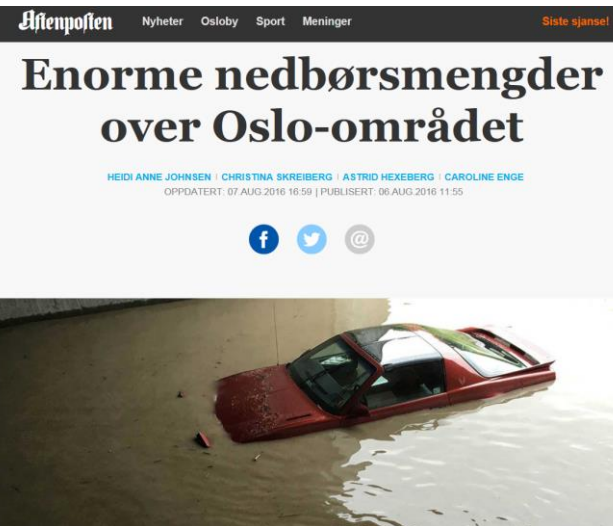 Aftenposten
Nyheter Osloby Sport Meninger Siste sjanse!
Enorme nedbørsmengder
over Oslo-området
HEIDI ANNE JOHNSEN | CHRISTINA SKREIBERG | ASTRID HEXEBERG | CAROLINE ENGE
OPPDATERT: 07.AUG.2016 16:59 | PUBLISERT: 06.AUG.2016 11:55
f @